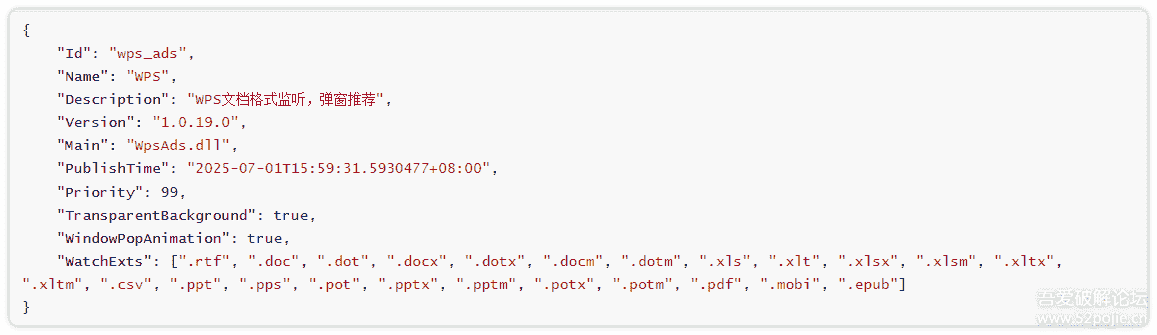 {
    "Id": "wps_ads",
    "Name": "WPS",
    "Description": "WPS文档格式监听，弹窗推荐",
    "Version": "1.0.19.0",
    "Main": "WpsAds.dll",
    "PublishTime": "2025-07-01T15:59:31.5930477+08:00",
    "Priority": 99,
    "TransparentBackground": true,
    "WindowPopAnimation": true,
    "WatchExts": [".rtf", ".doc", ".dot", ".docx", ".dotx", ".docm", ".dotm", ".xls", ".xlt", ".xlsx", ".xlsm", ".xltx",
".xltm", ".csv", ".ppt", ".pps", ".pot", ".pptx", ".pptm", ".potx", ".potm", ".pdf", ".mobi", ".epub"]
}
吾爱破解论坛
www.52pojie.cn